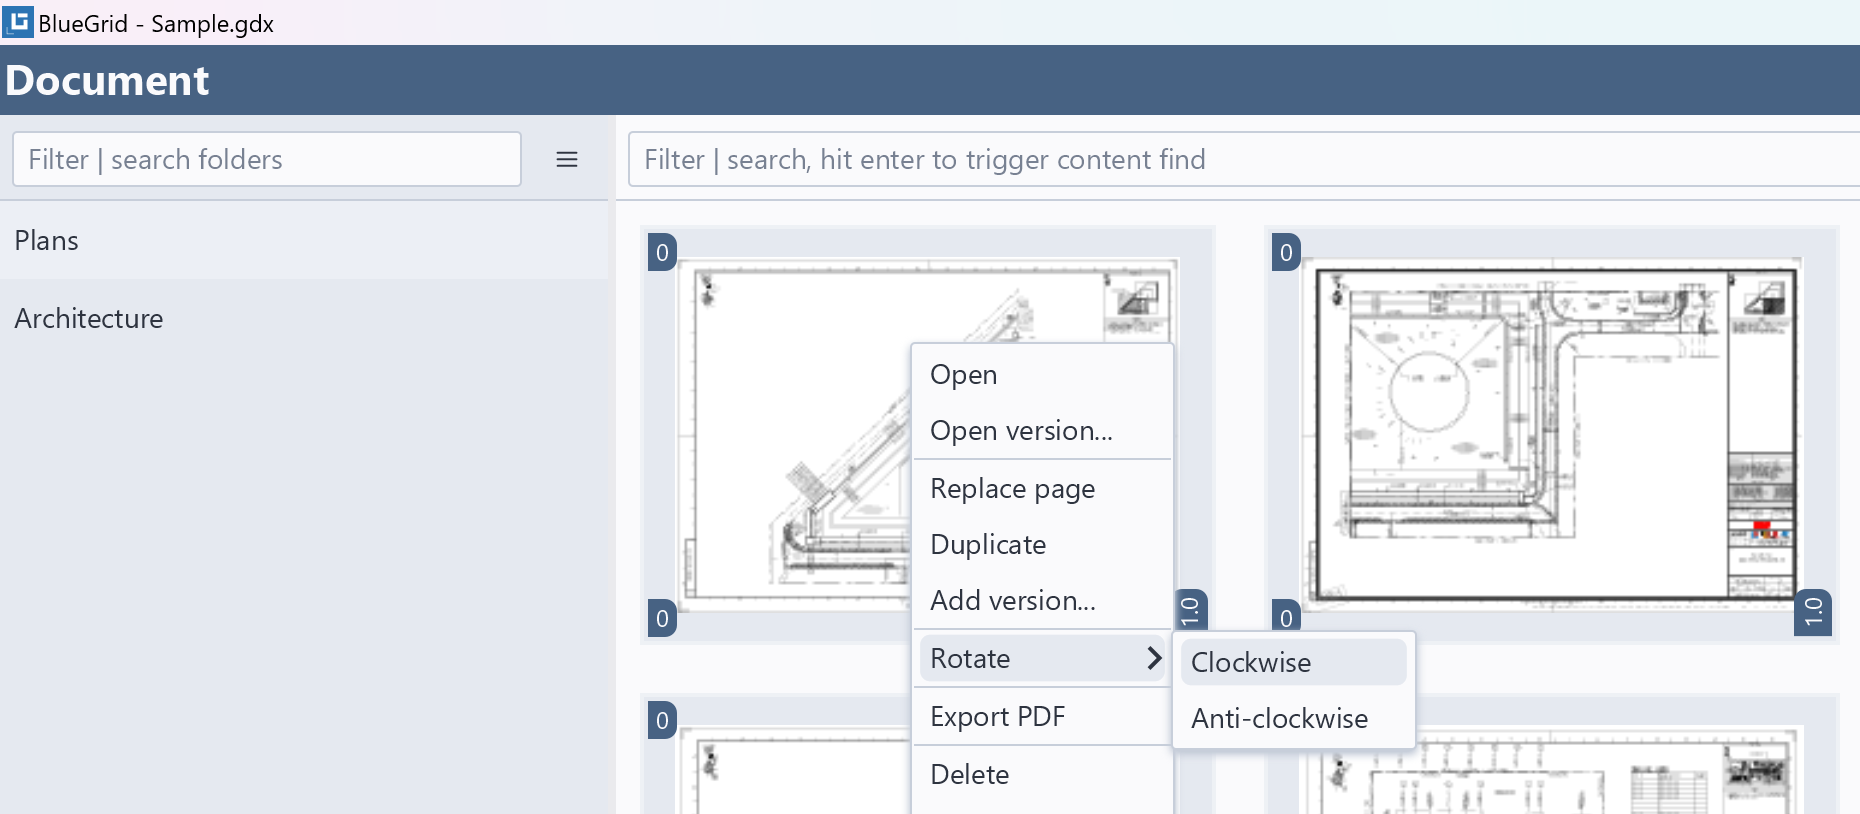 BlueGrid - Sample.gdx
Document
Filter | search folders
Filter | search, hit enter to trigger content find
Plans
Architecture
0
0
1.0
0
0
1.0
0
Open
Open version...
Replace page
Duplicate
Add version...
Rotate
Export PDF
Delete
Clockwise
Anti-clockwise